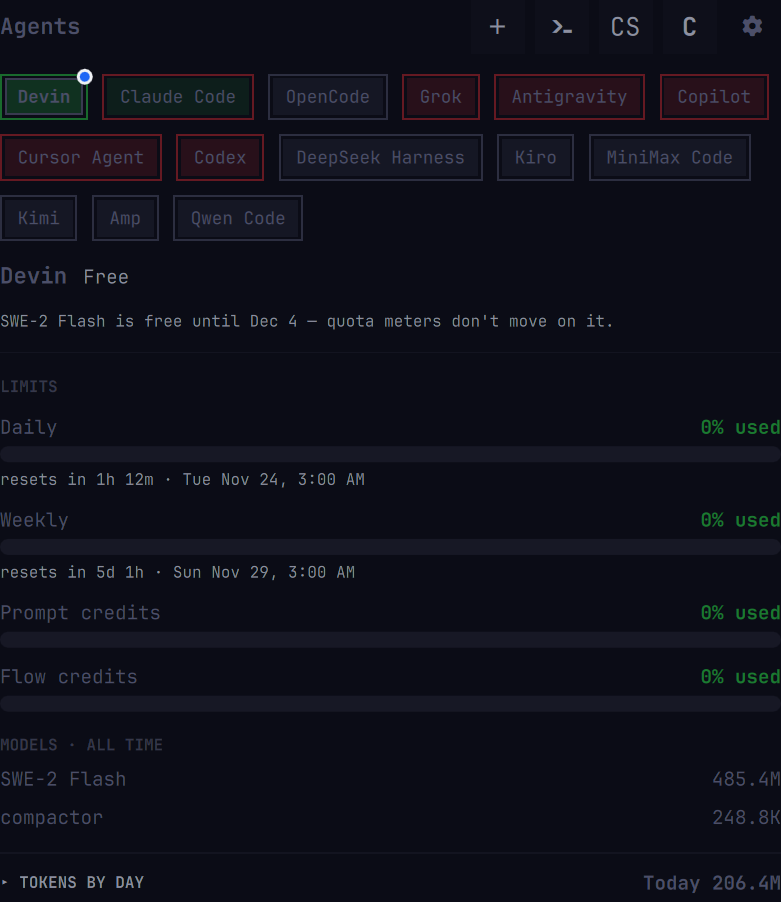 Agents + >_ CS C
Devin Claude Code OpenCode Grok Antigravity Copilot
Cursor Agent Codex DeepSeek Harness Kiro MiniMax Code
Kimi Amp Qwen Code
Devin Free
SWE-2 Flash is free until Dec 4 — quota meters don't move on it.
LIMITS
Daily 0% used
resets in 1h 12m · Tue Nov 24, 3:00 AM
Weekly 0% used
resets in 5d 1h · Sun Nov 29, 3:00 AM
Prompt credits 0% used
Flow credits 0% used
MODELS · ALL TIME
SWE-2 Flash 485.4M
compactor 248.8K
▸ TOKENS BY DAY Today 206.4M